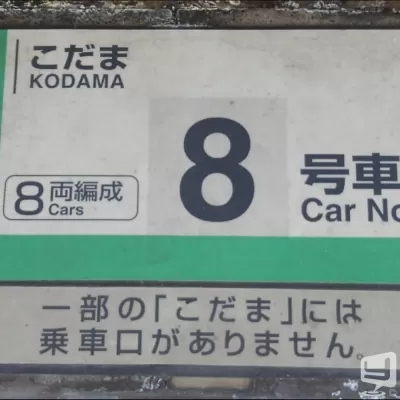 こだま
KODAMA
8
号車
Car No
8両編成
Cars
一部の「こだま」には
乗車口がありません。